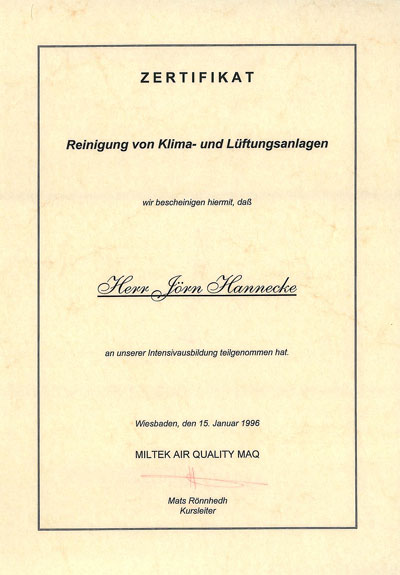 ZERTIFIKAT
Reinigung von Klima- und Lüftungsanlagen
wir bescheinigen hiermit, daß
Herr Jörn Hannecke
an unserer Intensivausbildung teilgenommen hat.
Wiesbaden, den 15. Januar 1996
MILTEK AIR QUALITY MAQ
Mats Rönnhedh
Kursleiter